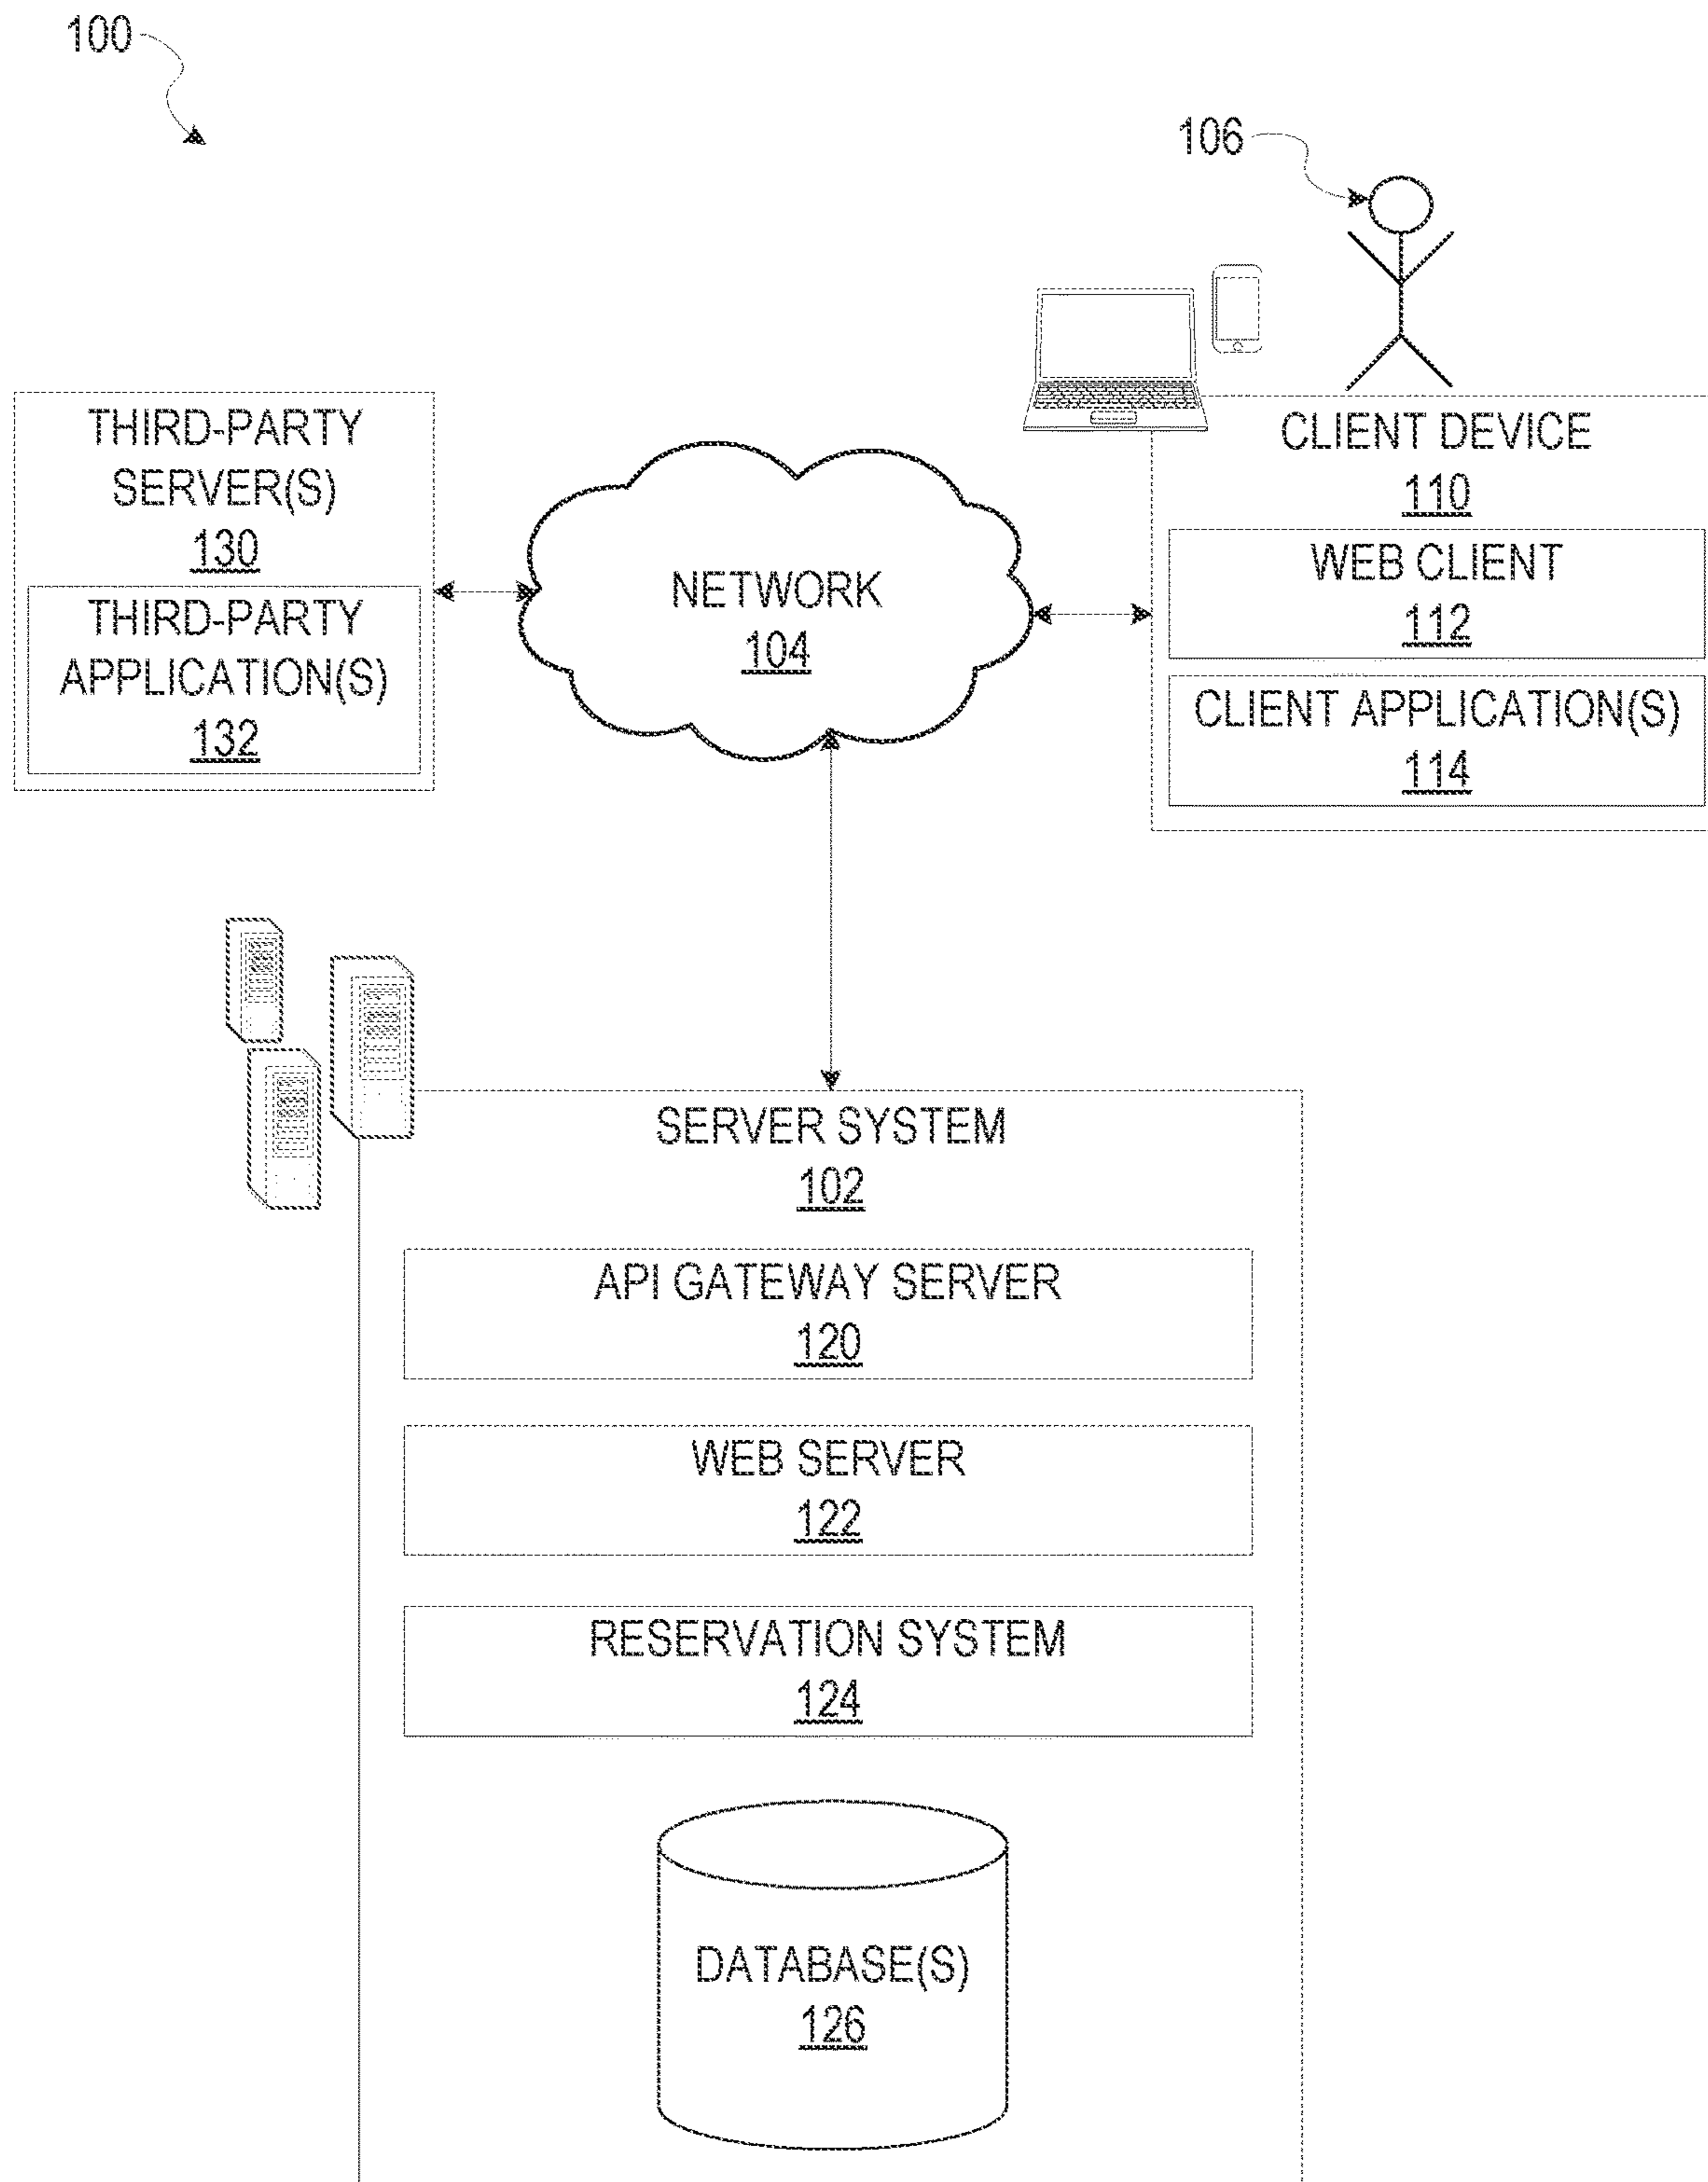 100
106
THIRD-PARTY
SERVER(S)
130
THIRD-PARTY
APPLICATION(S)
132
NETWORK
104
CLIENT DEVICE
110
WEB CLIENT
112
CLIENT APPLICATION(S)
114
SERVER SYSTEM
102
API GATEWAY SERVER
120
WEB SERVER
122
RESERVATION SYSTEM
124
DATABASE(S)
126